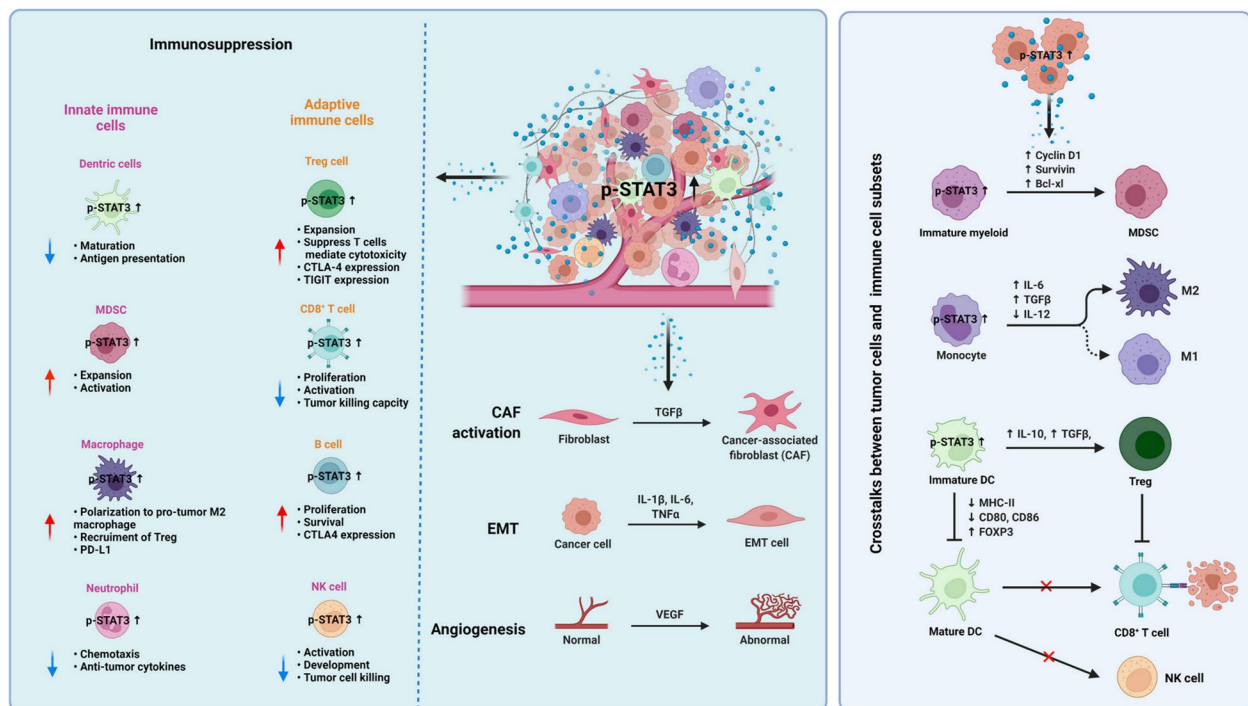 Immunosuppression
Innate immune
cells
Dentric cells
p-STAT3 ↑
• Maturation
• Antigen presentation
MDSC
p-STAT3 ↑
• Expansion
• Activation
Macrophage
p-STAT3 ↑
• Polarization to pro-tumor M2
macrophage
• Recruiment of Treg
• PD-L1
Neutrophil
p-STAT3 ↑
• Chemotaxis
• Anti-tumor cytokines
Adaptive
immune cells
Treg cell
p-STAT3 ↑
• Expansion
• Suppress T cells
mediate cytotoxicity
• CTLA-4 expression
• TIGIT expression
CD8⁺ T cell
p-STAT3 ↑
• Proliferation
• Activation
• Tumor killing capcity
B cell
p-STAT3 ↑
• Proliferation
• Survival
• CTLA4 expression
NK cell
p-STAT3 ↑
• Activation
• Development
• Tumor cell killing
p-STAT3 ↑
CAF
activation
Fibroblast
TGFβ
Cancer-associated
fibroblast (CAF)
EMT
Cancer cell
IL-1β, IL-6,
TNFα
EMT cell
Angiogenesis
Normal
VEGF
Abnormal
Crosstalks between tumor cells and immune cell subsets
p-STAT3 ↑
p-STAT3 ↑
Immature myeloid
↑ Cyclin D1
↑ Survivin
↑ Bcl-xl
MDSC
p-STAT3 ↑
Monocyte
↑ IL-6
↑ TGFβ
↓ IL-12
M2
M1
p-STAT3 ↑
Immature DC
↑ IL-10, ↑ TGFβ,
Treg
↓ MHC-II
↓ CD80, CD86
↑ FOXP3
Mature DC
CD8⁺ T cell
NK cell